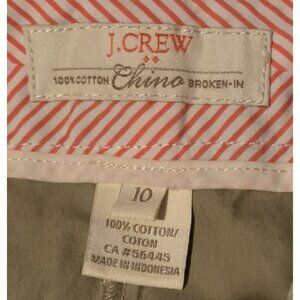 J.CREW
100% COTTON Chino BROKEN-IN
10
100% COTTON/
COTON
CA #56445
MADE IN INDONESIA